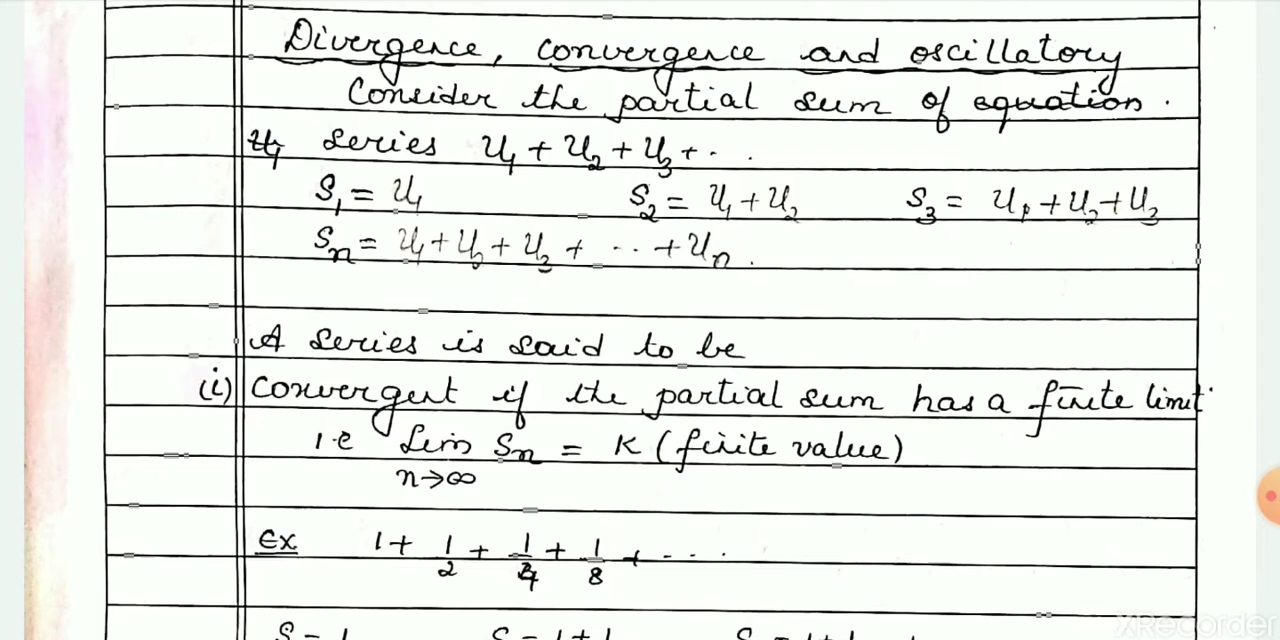 Divergence, convergence and oscillatory
Consider the partial sum of equation.
series U₁ + U₂ + U₃ + ...
S₁ = U₁   S₂ = U₁ + U₂   S₃ = U₁ + U₂ + U₃
Sₙ = U₁ + U₂ + U₃ + ... + Uₙ.
A series is said to be
(i) Convergent if the partial sum has a finite limit
i.e Lim Sₙ = K (finite value)
n→∞
Ex 1 + 1/2 + 1/4 + 1/8 + ...
XRecorder